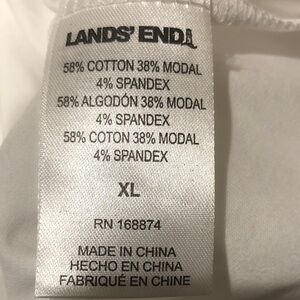 LANDS' END
58% COTTON 38% MODAL
4% SPANDEX
58% ALGODÓN 38% MODAL
4% SPANDEX
58% COTON 38% MODAL
4% SPANDEX
XL
RN 168874
MADE IN CHINA
HECHO EN CHINA
FABRIQUÉ EN CHINE